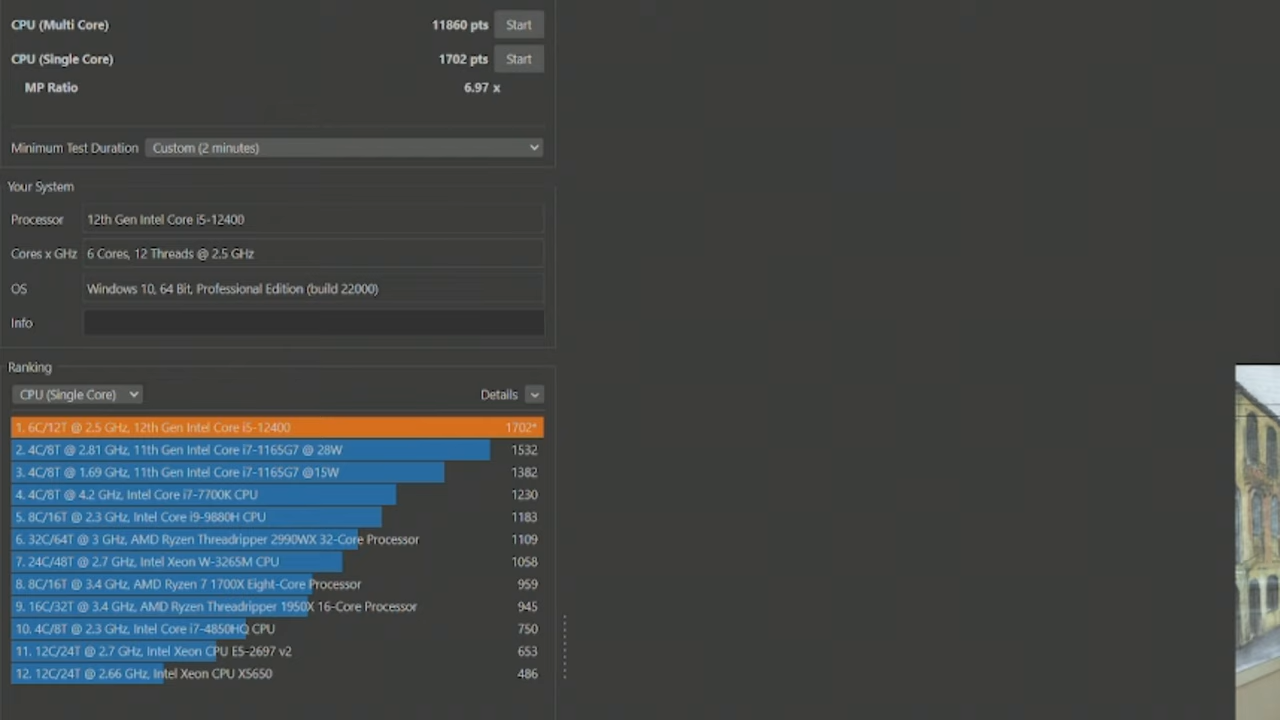 CPU (Multi Core) 11860 pts Start
CPU (Single Core) 1702 pts Start
MP Ratio 6.97 x
Minimum Test Duration Custom (2 minutes)
Your System
Processor 12th Gen Intel Core i5-12400
Cores x GHz 6 Cores, 12 Threads @ 2.5 GHz
OS Windows 10, 64 Bit, Professional Edition (build 22000)
Info
Ranking
CPU (Single Core) Details
1. 6C/12T @ 2.5 GHz, 12th Gen Intel Core i5-12400 1702*
2. 4C/8T @ 2.81 GHz, 11th Gen Intel Core i7-1165G7 @ 28W 1532
3. 4C/8T @ 1.69 GHz, 11th Gen Intel Core i7-1165G7 @15W 1382
4. 4C/8T @ 4.2 GHz, Intel Core i7-7700K CPU 1230
5. 8C/16T @ 2.3 GHz, Intel Core i9-9880H CPU 1183
6. 32C/64T @ 3 GHz, AMD Ryzen Threadripper 2990WX 32-Core Processor 1109
7. 24C/48T @ 2.7 GHz, Intel Xeon W-3265M CPU 1058
8. 8C/16T @ 3.4 GHz, AMD Ryzen 7 1700X Eight-Core Processor 959
9. 16C/32T @ 3.4 GHz, AMD Ryzen Threadripper 1950X 16-Core Processor 945
10. 4C/8T @ 2.3 GHz, Intel Core i7-4850HQ CPU 750
11. 12C/24T @ 2.7 GHz, Intel Xeon CPU E5-2697 v2 653
12. 12C/24T @ 2.66 GHz, Intel Xeon CPU X5650 486